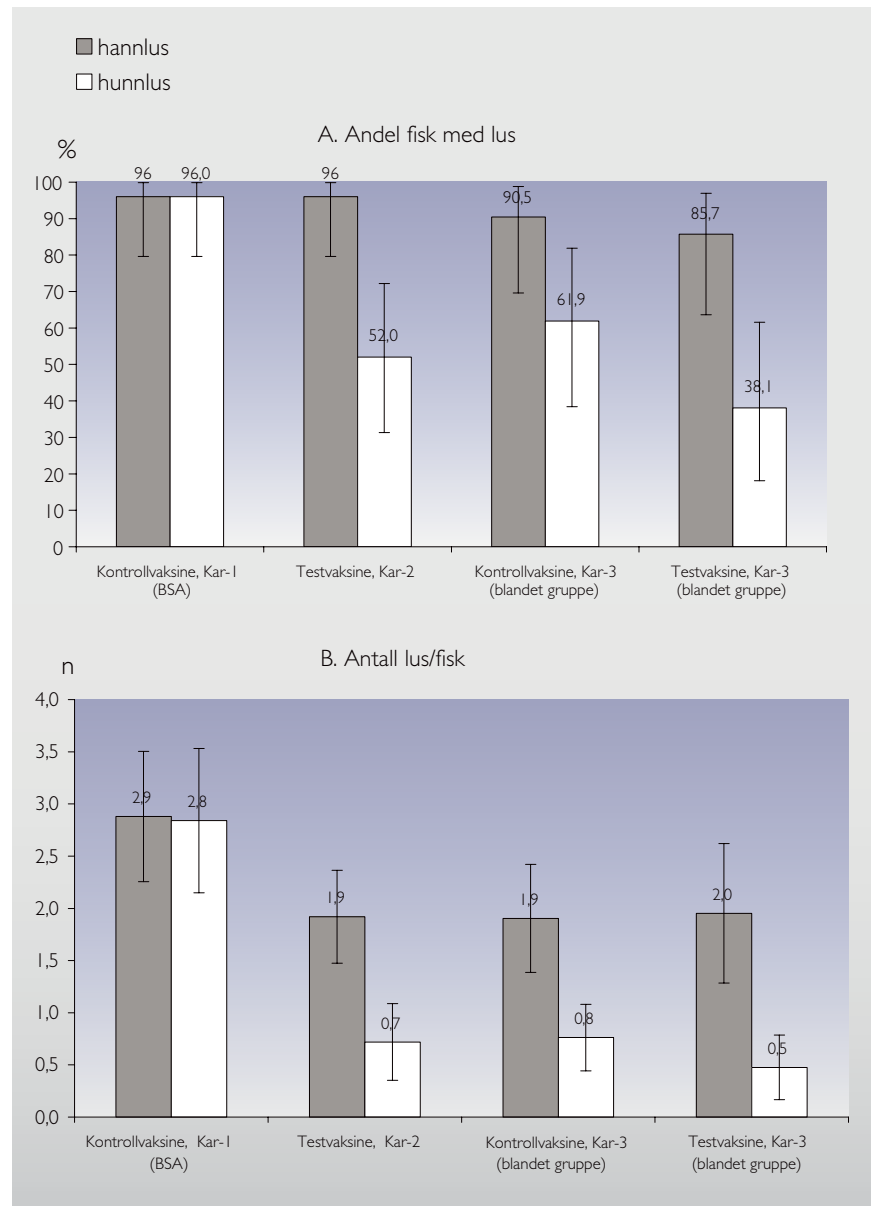 hannlus
hunnlus
A. Andel fisk med lus
%
96 96,0 96 52,0 90,5 61,9 85,7 38,1
100
90
80
70
60
50
40
30
20
10
0
Kontrollvaksine, Kar-1 Testvaksine, Kar-2 Kontrollvaksine, Kar-3 Testvaksine, Kar-3
(BSA) (blandet gruppe) (blandet gruppe)
B. Antall lus/fisk
n
4,0
3,5
3,0
2,5
2,0
1,5
1,0
0,5
0,0
2,9 2,8 1,9 0,7 1,9 0,8 2,0 0,5
Kontrollvaksine, Kar-1 Testvaksine, Kar-2 Kontrollvaksine, Kar-3 Testvaksine, Kar-3
(BSA) (blandet gruppe) (blandet gruppe)